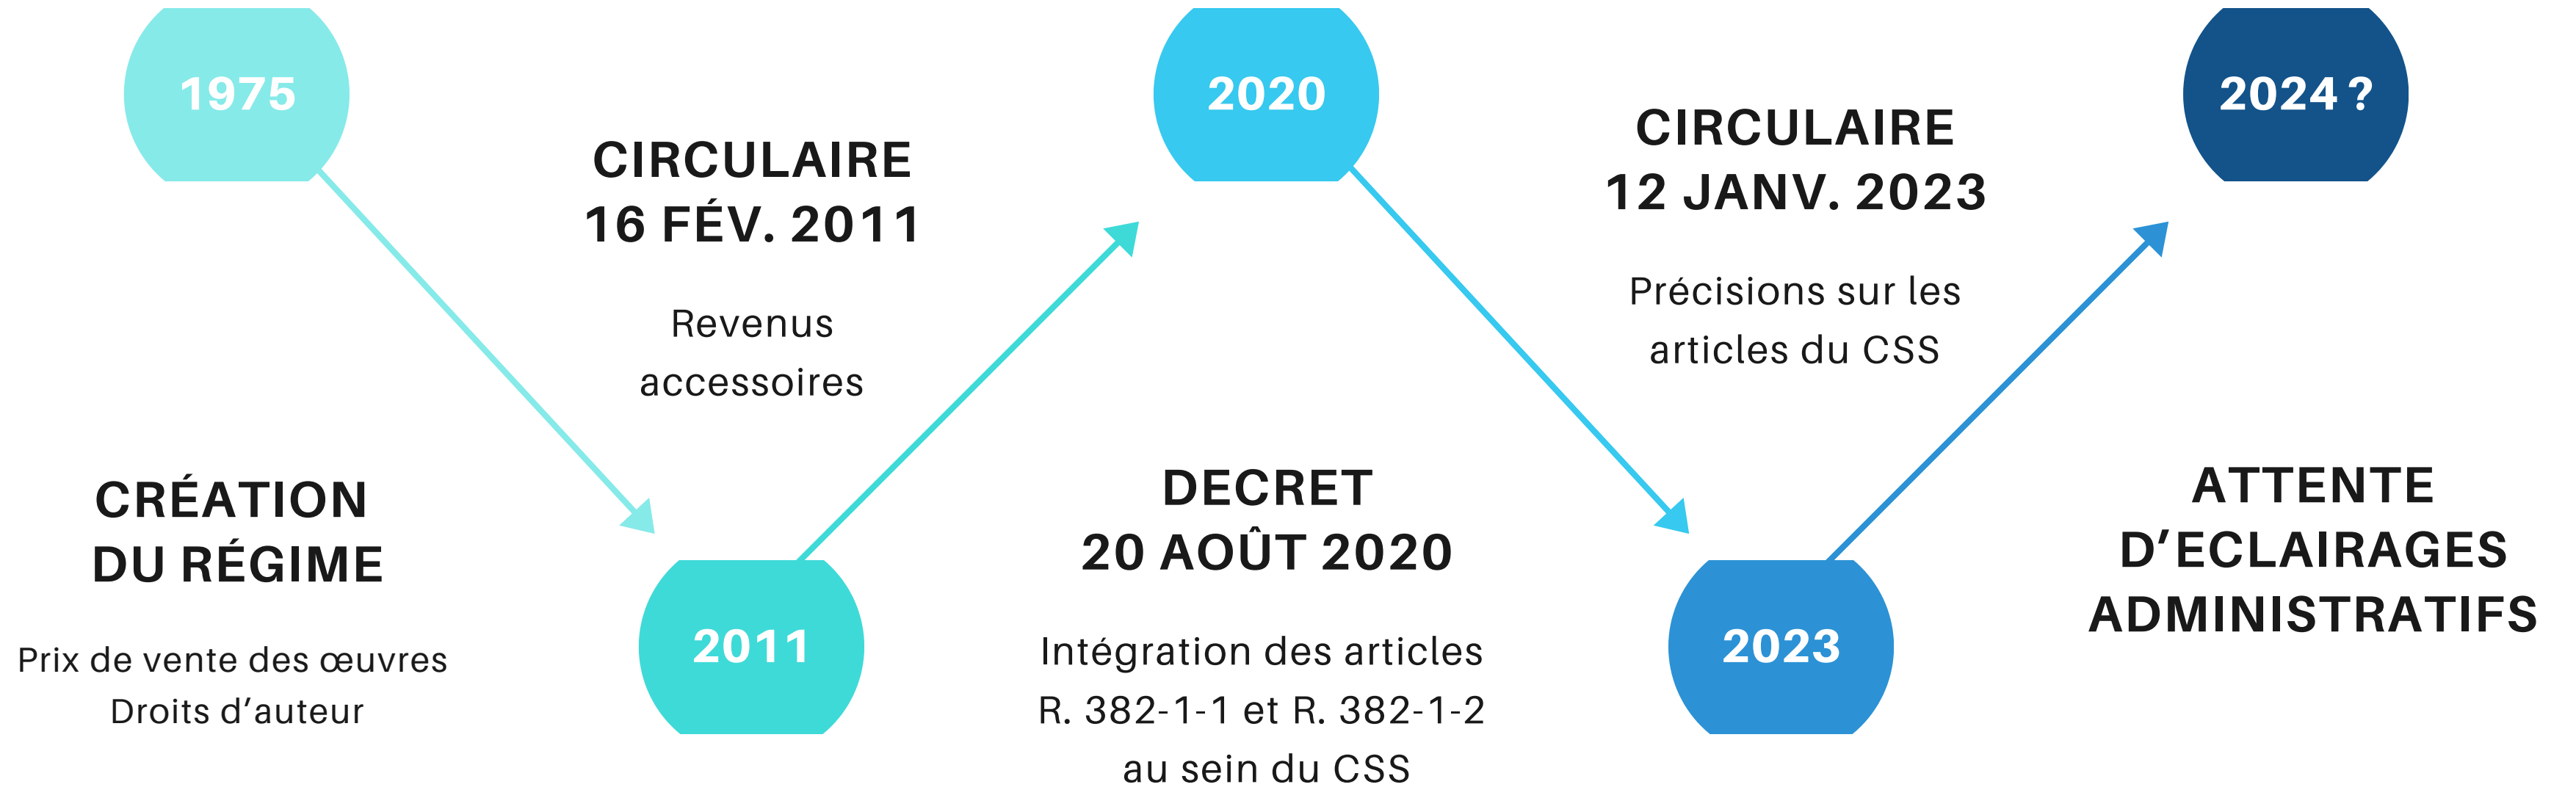 1975
CRÉATION
DU RÉGIME
Prix de vente des œuvres
Droits d’auteur
CIRCULAIRE
16 FÉV. 2011
Revenus
accessoires
2011
2020
DECRET
20 AOÛT 2020
Intégration des articles
R. 382-1-1 et R. 382-1-2
au sein du CSS
CIRCULAIRE
12 JANV. 2023
Précisions sur les
articles du CSS
2023
2024 ?
ATTENTE
D’ECLAIRAGES
ADMINISTRATIFS